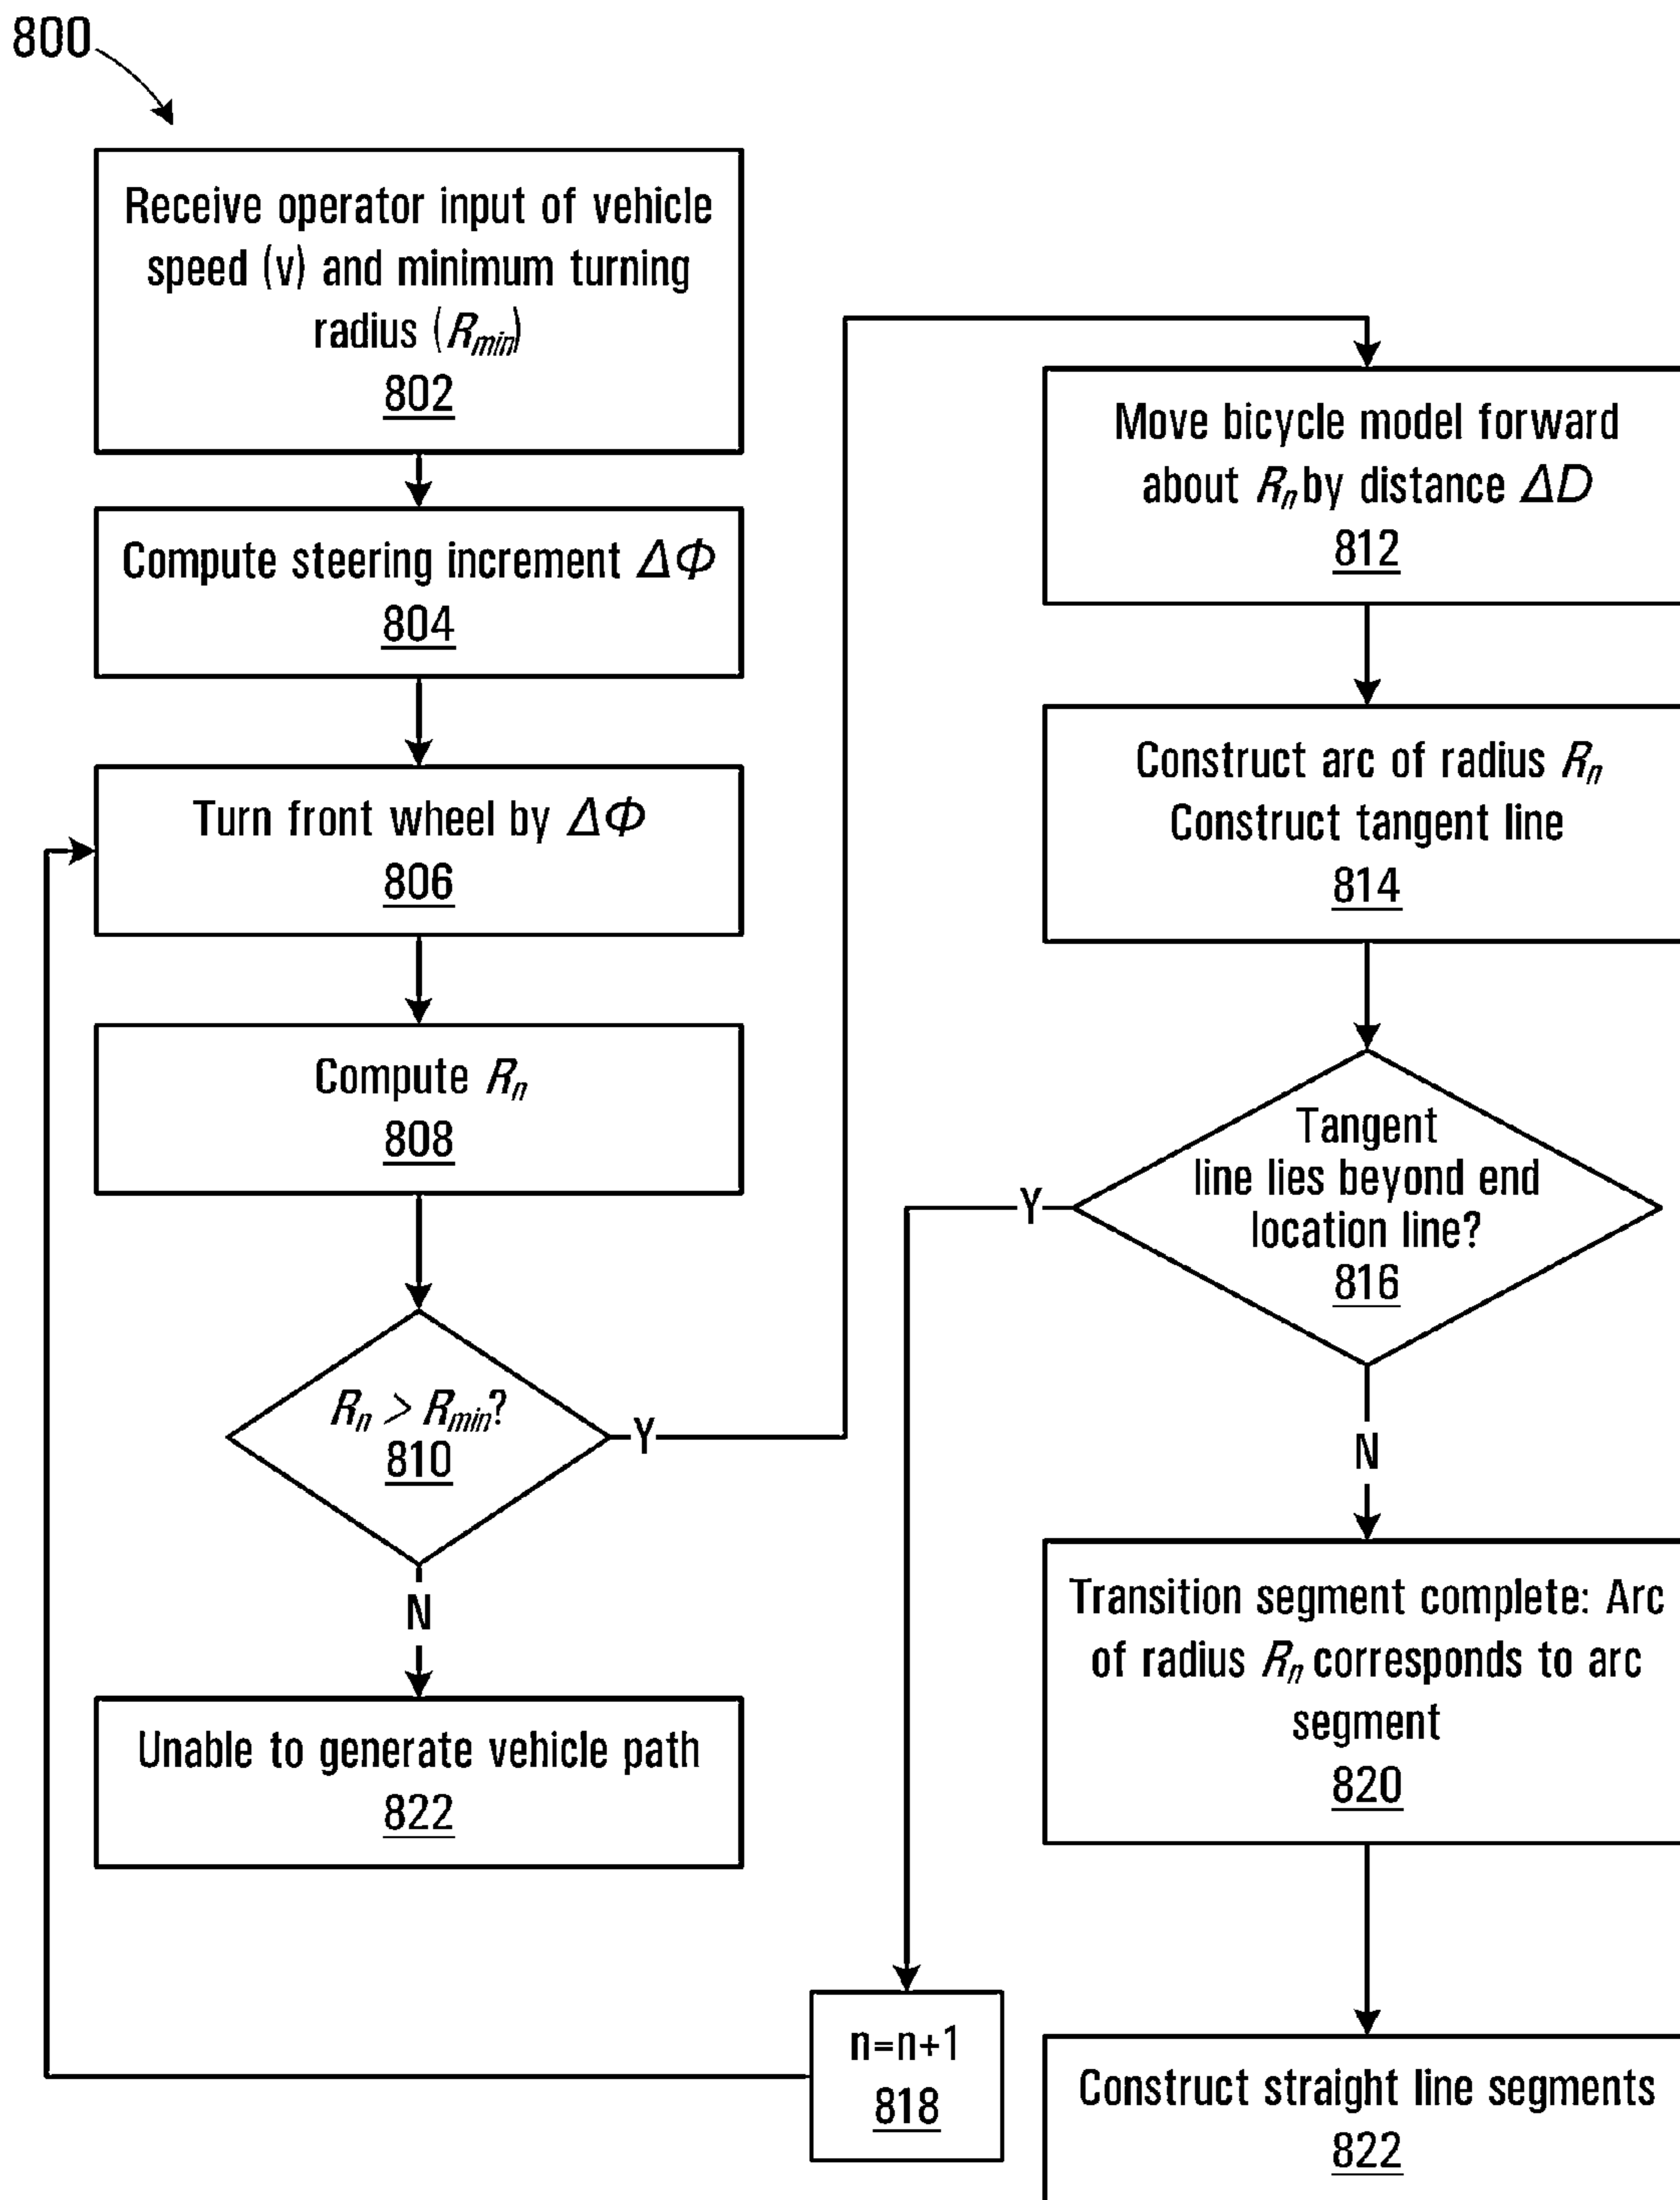 800
Receive operator input of vehicle
speed (v) and minimum turning
radius (Rmin)
802
Compute steering increment ΔΦ
804
Turn front wheel by ΔΦ
806
Compute Rn
808
Rn > Rmin?
810
Y
N
Unable to generate vehicle path
822
Move bicycle model forward
about Rn by distance ΔD
812
Construct arc of radius Rn
Construct tangent line
814
Tangent
line lies beyond end
location line?
816
Y
N
n=n+1
818
Transition segment complete: Arc
of radius Rn corresponds to arc
segment
820
Construct straight line segments
822